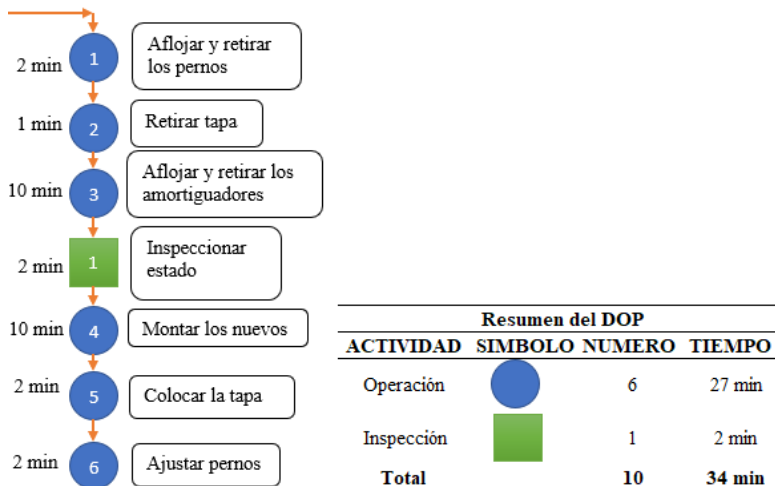 2 min
1
Aflojar y retirar
los pernos
1 min
2
Retirar tapa
10 min
3
Aflojar y retirar los
amortiguadores
2 min
1
Inspeccionar
estado
10 min
4
Montar los nuevos
2 min
5
Colocar la tapa
2 min
6
Ajustar pernos
Resumen del DOP
ACTIVIDAD SIMBOLO NUMERO TIEMPO
Operación 6 27 min
Inspección 1 2 min
Total 10 34 min